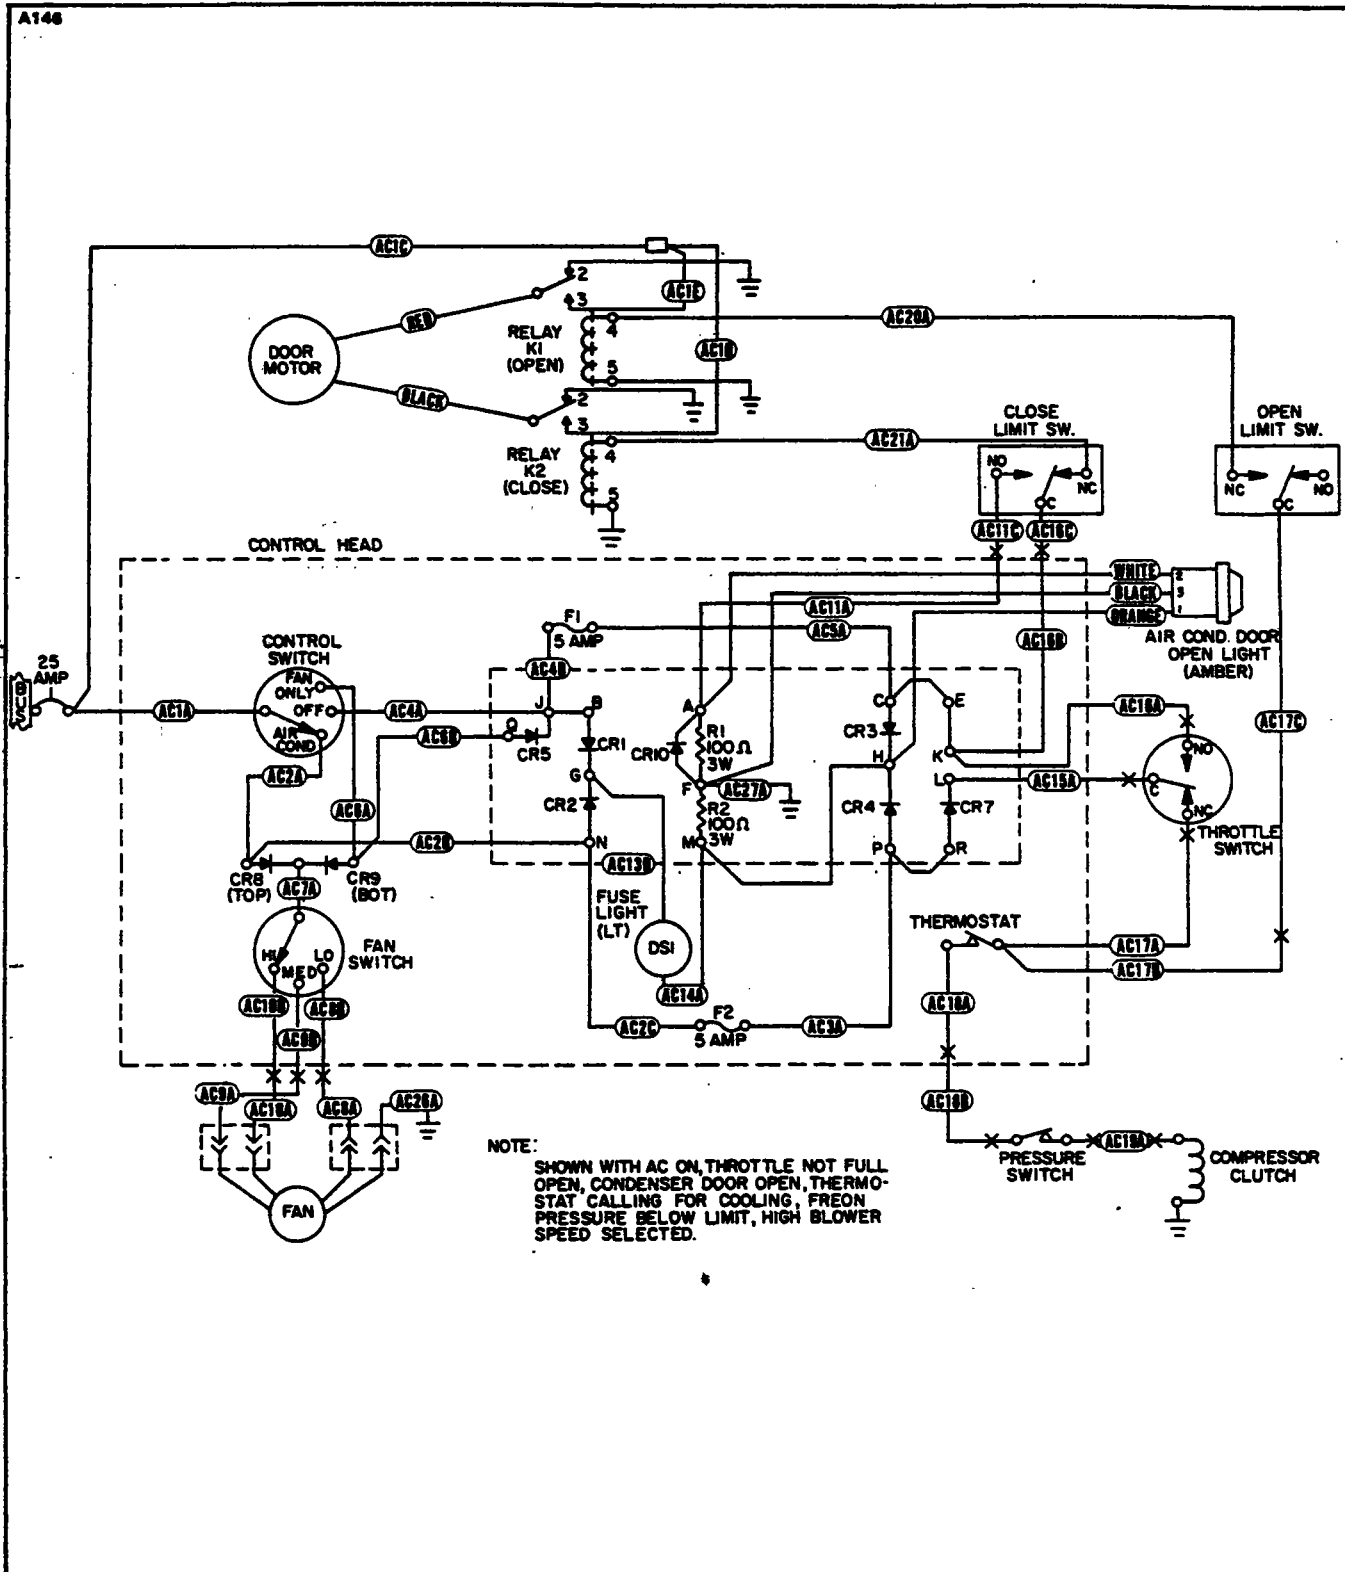 A146
AC1C
2
3
AC1E
RED
RELAY
K1
(OPEN)
4
5
AC20A
DOOR
MOTOR
AC1D
BLACK
2
3
RELAY
K2
(CLOSE)
4
5
AC21A
CLOSE
LIMIT SW.
NO
NC
C
OPEN
LIMIT SW.
NC
NO
C
AC11C
AC16C
CONTROL HEAD
WHITE
2
BLACK
3
ORANGE
1
AIR COND. DOOR
OPEN LIGHT
(AMBER)
AC11A
F1
5 AMP
AC5A
AC16B
CONTROL
SWITCH
FAN
ONLY
OFF
AIR
COND
25
AMP
BUS
AC1A
AC4A
AC4B
J
B
Q
CR5
AC6B
CR1
G
CR2
N
A
CR10
R1
100Ω
3W
F
AC27A
R2
100Ω
3W
M
C
E
CR3
H
K
L
CR4
CR7
P
R
AC16A
AC17C
NO
C
NC
THROTTLE
SWITCH
AC15A
AC2A
AC6A
AC2B
CR8
(TOP)
AC7A
CR9
(BOT)
AC13B
FUSE
LIGHT
(LT)
DS1
AC14A
HI
MED
LO
FAN
SWITCH
THERMOSTAT
AC17A
AC17B
AC18A
AC10B
AC8B
AC9B
AC2C
F2
5 AMP
AC3A
AC9A
AC10A
AC8A
AC26A
AC18B
FAN
PRESSURE
SWITCH
AC19A
COMPRESSOR
CLUTCH
NOTE:
SHOWN WITH AC ON, THROTTLE NOT FULL
OPEN, CONDENSER DOOR OPEN, THERMO-
STAT CALLING FOR COOLING, FREON
PRESSURE BELOW LIMIT, HIGH BLOWER
SPEED SELECTED.